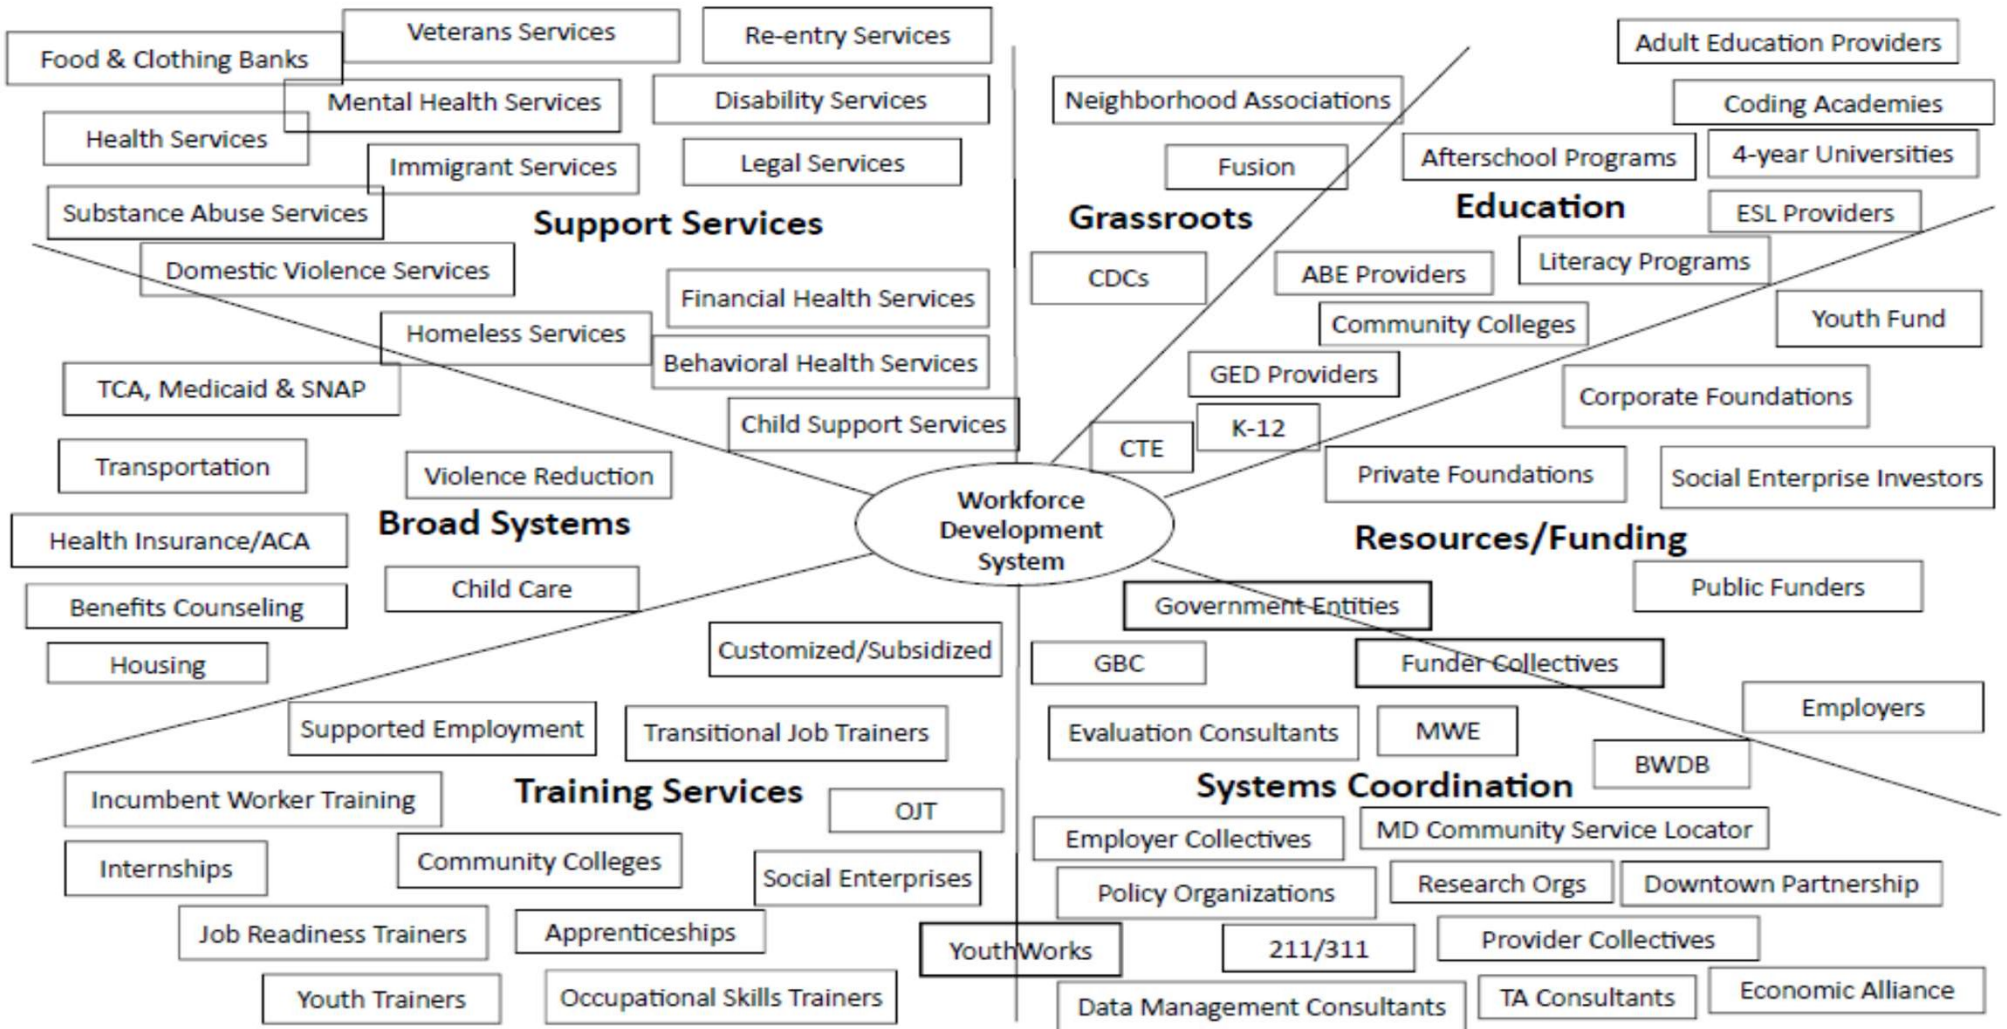 Veterans Services
Re-entry Services
Food & Clothing Banks
Mental Health Services
Disability Services
Health Services
Immigrant Services
Legal Services
Substance Abuse Services
Support Services
Domestic Violence Services
Financial Health Services
Homeless Services
Behavioral Health Services
Child Support Services
Neighborhood Associations
Fusion
Grassroots
CDCs
Adult Education Providers
Coding Academies
Afterschool Programs
4-year Universities
Education
ESL Providers
Literacy Programs
ABE Providers
Community Colleges
GED Providers
K-12
CTE
Youth Fund
Corporate Foundations
Private Foundations
Social Enterprise Investors
Resources/Funding
Public Funders
Government Entities
Funder Collectives
Employers
TCA, Medicaid & SNAP
Transportation
Violence Reduction
Broad Systems
Health Insurance/ACA
Child Care
Benefits Counseling
Housing
Workforce
Development
System
Customized/Subsidized
Supported Employment
Transitional Job Trainers
Training Services
Incumbent Worker Training
OJT
Internships
Community Colleges
Social Enterprises
Job Readiness Trainers
Apprenticeships
YouthWorks
Youth Trainers
Occupational Skills Trainers
GBC
Evaluation Consultants
MWE
BWDB
Systems Coordination
Employer Collectives
MD Community Service Locator
Policy Organizations
Research Orgs
Downtown Partnership
211/311
Provider Collectives
Data Management Consultants
TA Consultants
Economic Alliance